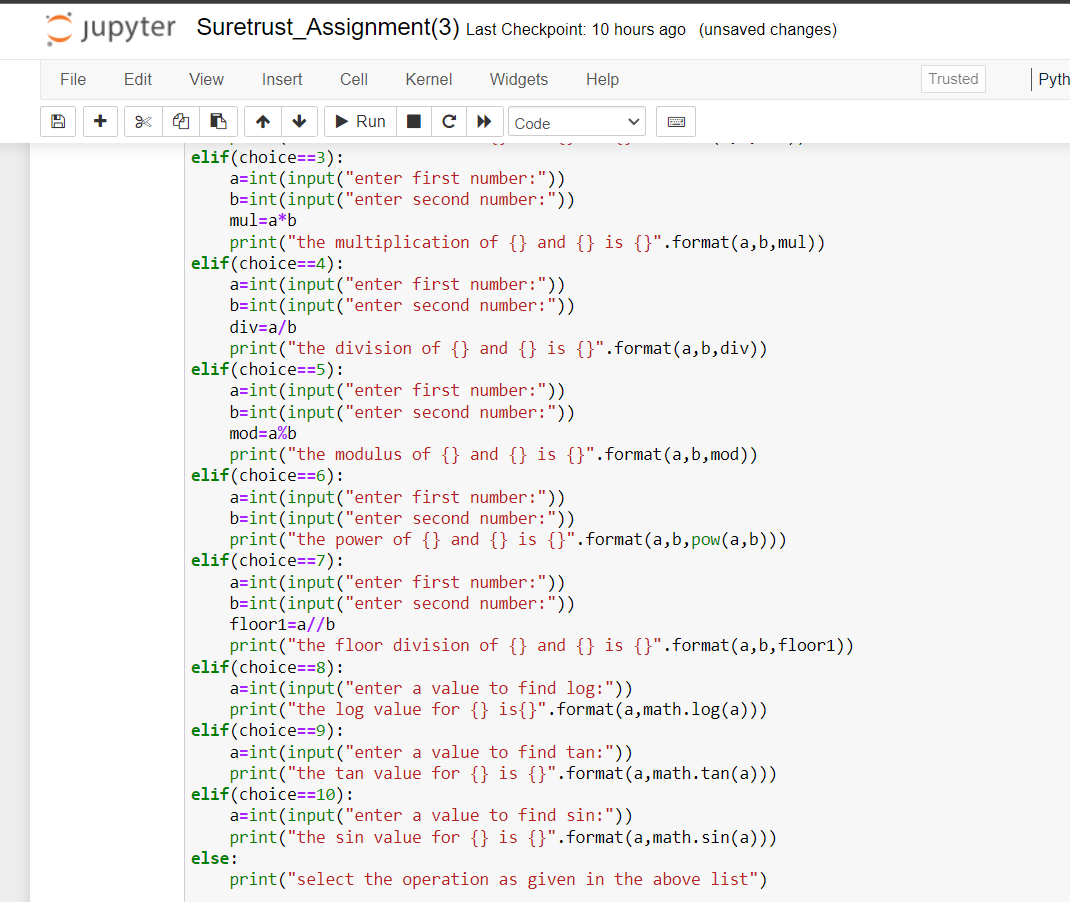 jupyter Suretrust_Assignment(3) Last Checkpoint: 10 hours ago (unsaved changes)
File Edit View Insert Cell Kernel Widgets Help Trusted Pyth
Run Code
elif(choice==3):
    a=int(input("enter first number:"))
    b=int(input("enter second number:"))
    mul=a*b
    print("the multiplication of {} and {} is {}".format(a,b,mul))
elif(choice==4):
    a=int(input("enter first number:"))
    b=int(input("enter second number:"))
    div=a/b
    print("the division of {} and {} is {}".format(a,b,div))
elif(choice==5):
    a=int(input("enter first number:"))
    b=int(input("enter second number:"))
    mod=a%b
    print("the modulus of {} and {} is {}".format(a,b,mod))
elif(choice==6):
    a=int(input("enter first number:"))
    b=int(input("enter second number:"))
    print("the power of {} and {} is {}".format(a,b,pow(a,b)))
elif(choice==7):
    a=int(input("enter first number:"))
    b=int(input("enter second number:"))
    floor1=a//b
    print("the floor division of {} and {} is {}".format(a,b,floor1))
elif(choice==8):
    a=int(input("enter a value to find log:"))
    print("the log value for {} is{}".format(a,math.log(a)))
elif(choice==9):
    a=int(input("enter a value to find tan:"))
    print("the tan value for {} is {}".format(a,math.tan(a)))
elif(choice==10):
    a=int(input("enter a value to find sin:"))
    print("the sin value for {} is {}".format(a,math.sin(a)))
else:
    print("select the operation as given in the above list")